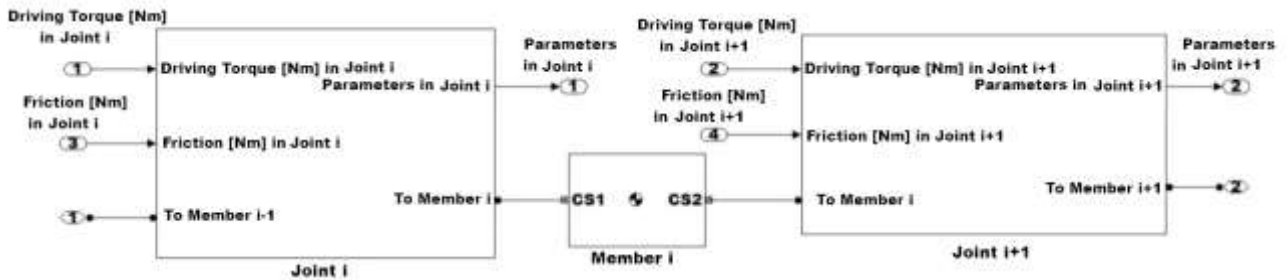 Driving Torque [Nm]
in Joint i
1
Friction [Nm]
in Joint i
3
1
Driving Torque [Nm] in Joint i
Parameters in Joint i
Friction [Nm] in Joint i
To Member i
To Member i-1
Joint i
Parameters
in Joint i
1
CS1
CS2
Member i
Driving Torque [Nm]
in Joint i+1
2
Friction [Nm]
in Joint i+1
4
Driving Torque [Nm] in Joint i+1
Parameters in Joint i+1
Friction [Nm] in Joint i+1
To Member i+1
To Member i
Joint i+1
Parameters
in Joint i+1
2
2